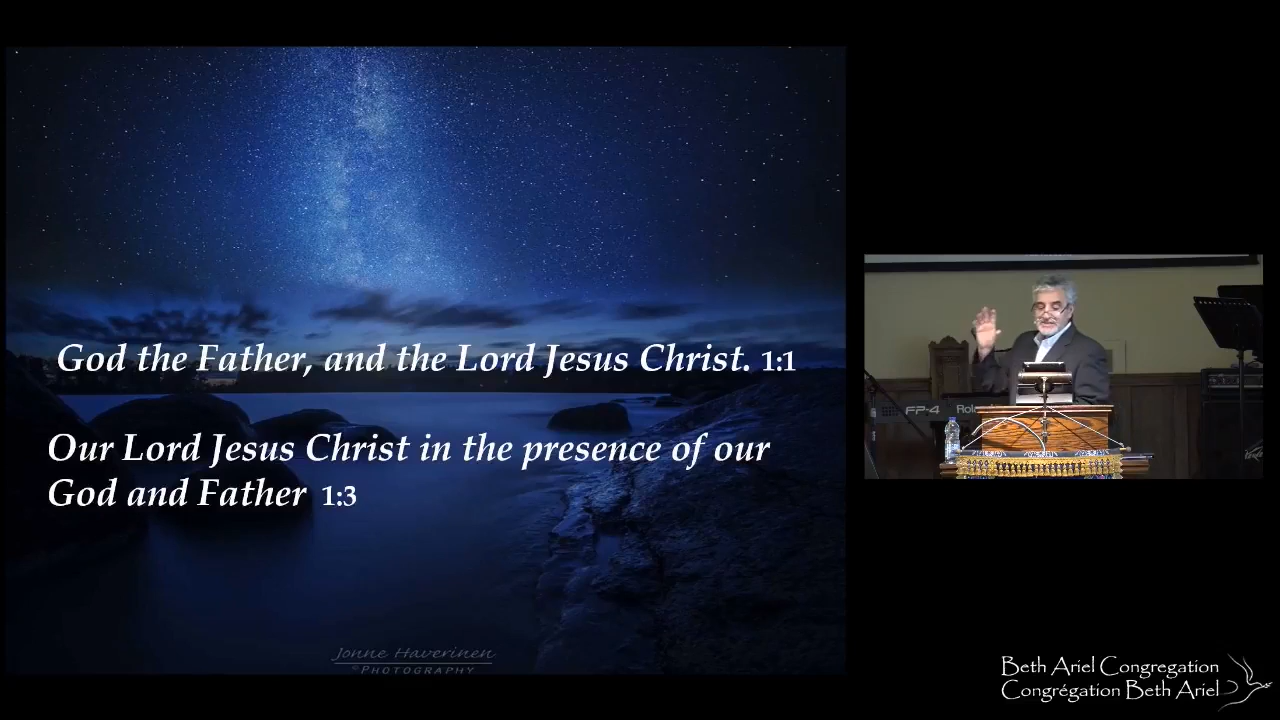 God the Father, and the Lord Jesus Christ. 1:1
Our Lord Jesus Christ in the presence of our
God and Father 1:3
Jonne Haverinen
©PHOTOGRAPHY
FP-4 Roland
Beth Ariel Congregation
Congrégation Beth Ariel